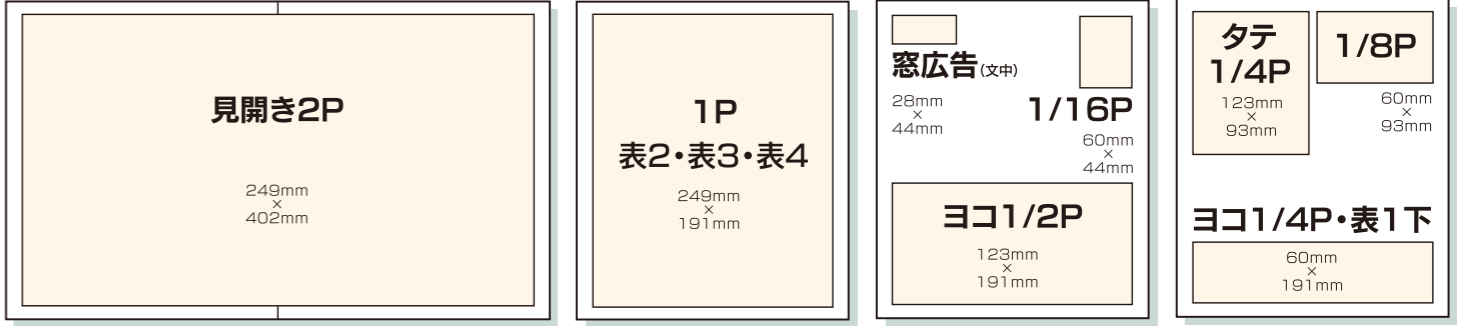 見開き2P
249mm
×
402mm
1P
表2・表3・表4
249mm
×
191mm
窓広告(文中)
28mm
×
44mm
1/16P
60mm
×
44mm
ヨコ1/2P
123mm
×
191mm
タテ
1/4P
123mm
×
93mm
1/8P
60mm
×
93mm
ヨコ1/4P・表1下
60mm
×
191mm